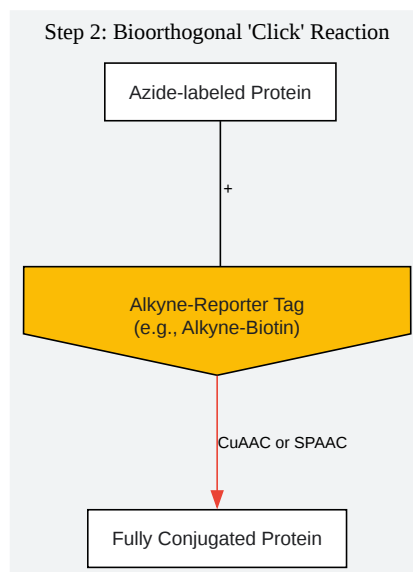 Step 2: Bioorthogonal 'Click' Reaction
Azide-labeled Protein
+
Alkyne-Reporter Tag
(e.g., Alkyne-Biotin)
CuAAC or SPAAC
Fully Conjugated Protein